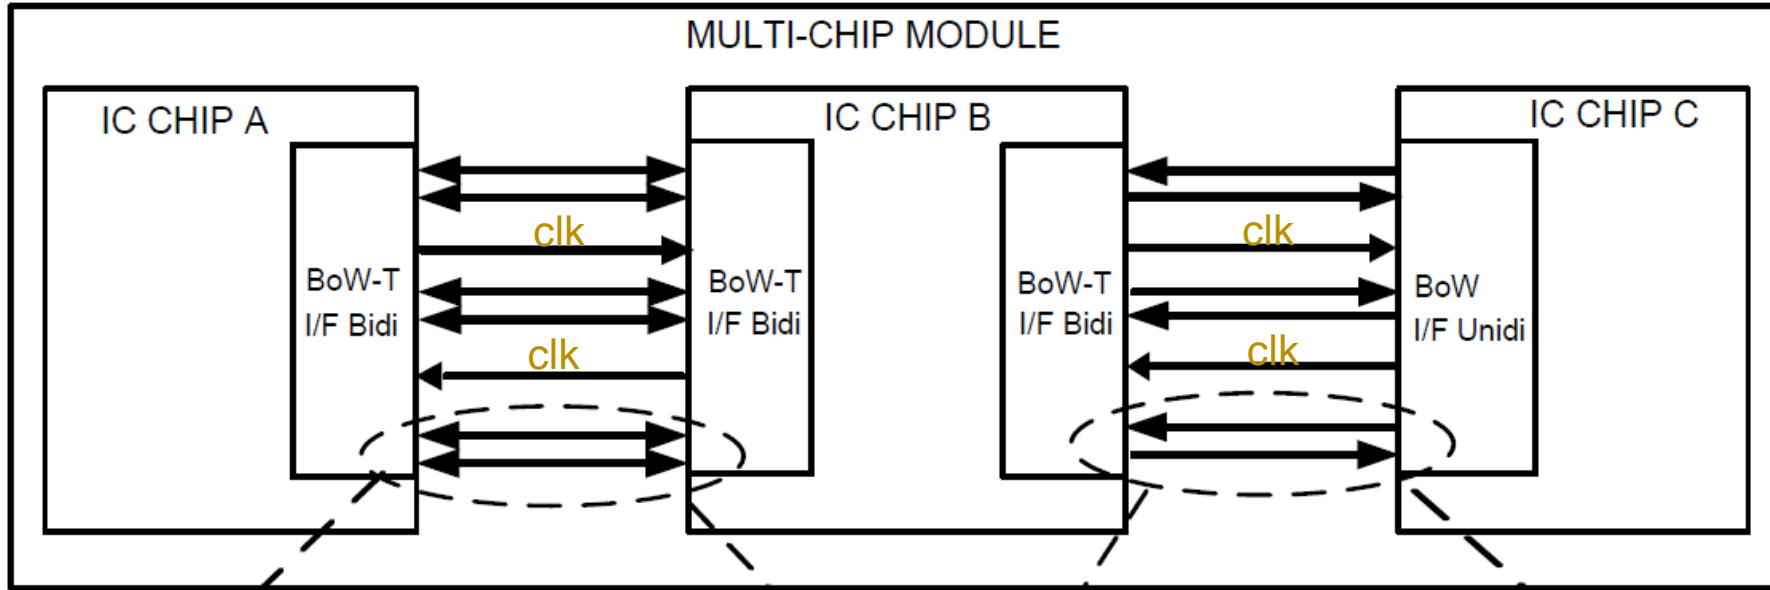 MULTI-CHIP MODULE
IC CHIP A
IC CHIP B
IC CHIP C
clk
clk
BoW-T
I/F Bidi
BoW-T
I/F Bidi
BoW-T
I/F Bidi
BoW
I/F Unidi
clk
clk